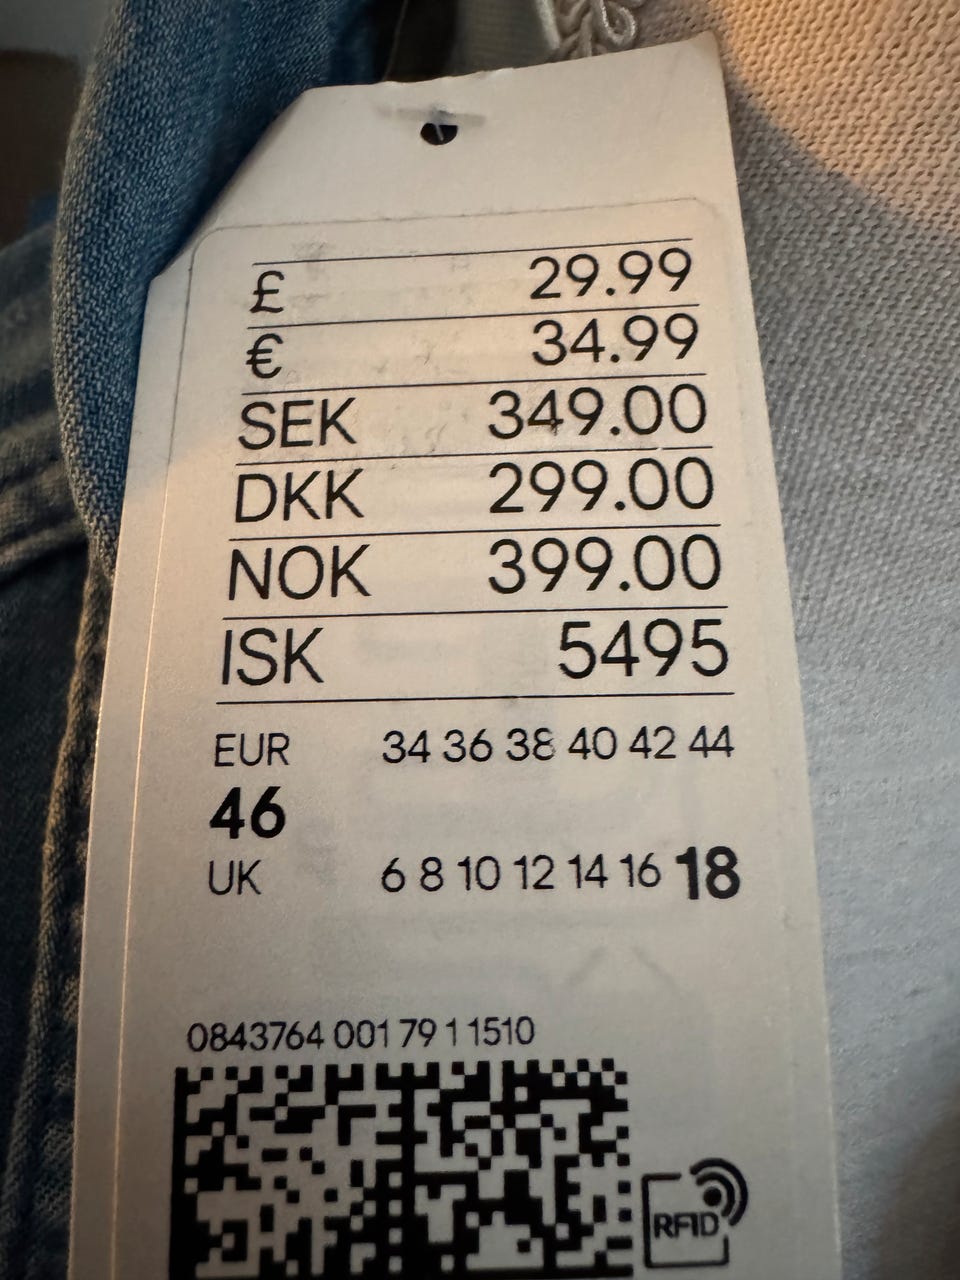 £ 29.99
€ 34.99
SEK 349.00
DKK 299.00
NOK 399.00
ISK 5495
EUR 34 36 38 40 42 44
46
UK 6 8 10 12 14 16 18
0843764 001 79 1 1510
RFID